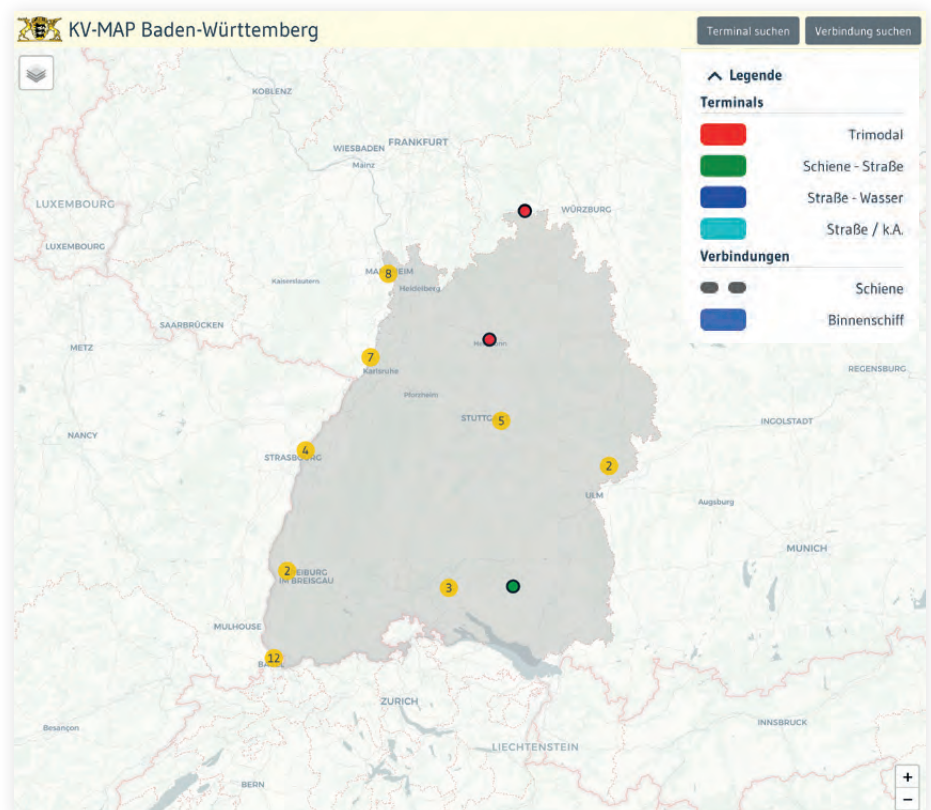 KV-MAP Baden-Württemberg
Terminal suchen
Verbindung suchen
Legende
Terminals
Trimodal
Schiene - Straße
Straße - Wasser
Straße / k.A.
Verbindungen
Schiene
Binnenschiff
KOBLENZ
WIESBADEN
FRANKFURT
Mainz
LUXEMBOURG
WÜRZBURG
LUXEMBOURG
8
Kaiserslautern
Heidelberg
SAARBRÜCKEN
METZ
7
Karlsruhe
REGENSBURG
Pforzheim
5
INGOLSTADT
NANCY
4
STRASBOURG
2
ULM
Augsburg
MUNICH
2
IM BREISGAU
3
MULHOUSE
12
ZURICH
Besançon
INNSBRUCK
LIECHTENSTEIN
BERN
+
−